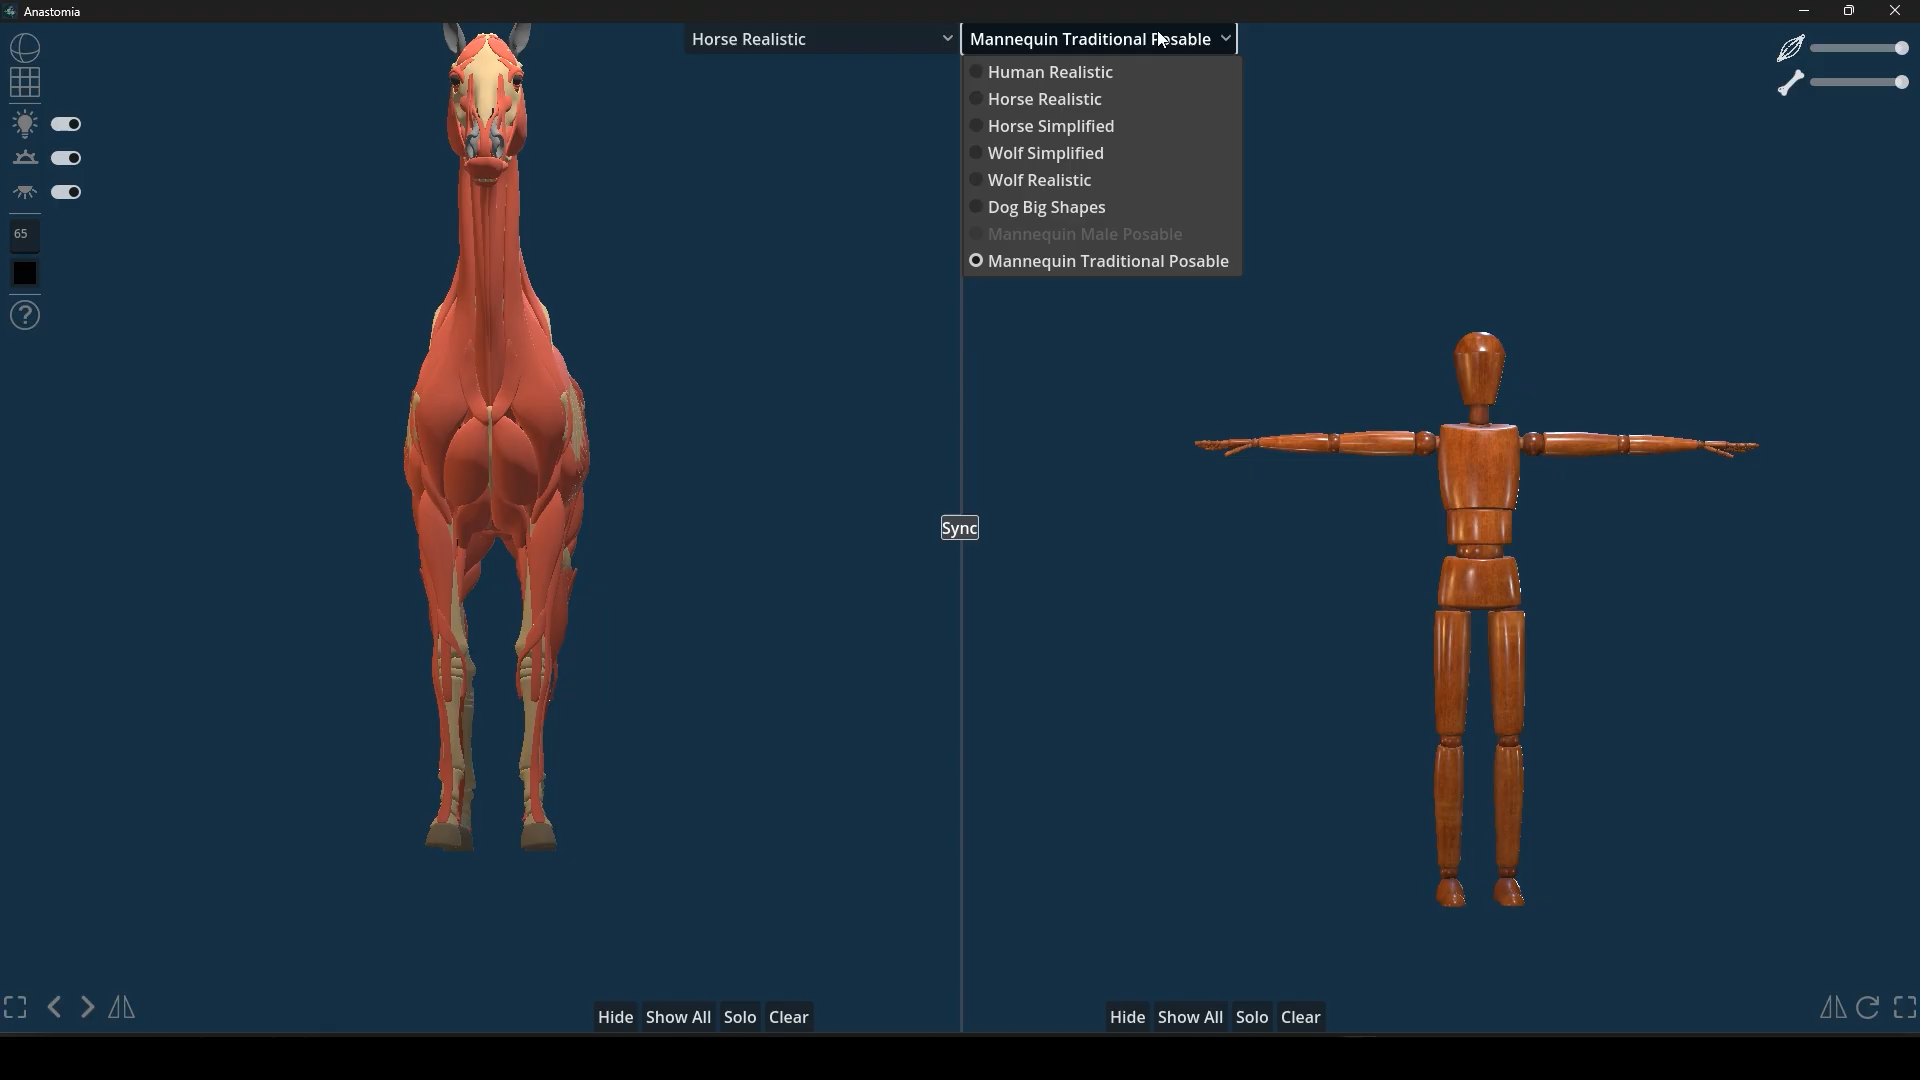 Anastomia
Horse Realistic
Mannequin Traditional Posable
Human Realistic
Horse Realistic
Horse Simplified
Wolf Simplified
Wolf Realistic
Dog Big Shapes
Mannequin Male Posable
Mannequin Traditional Posable
65
?
Sync
Hide Show All Solo Clear
Hide Show All Solo Clear